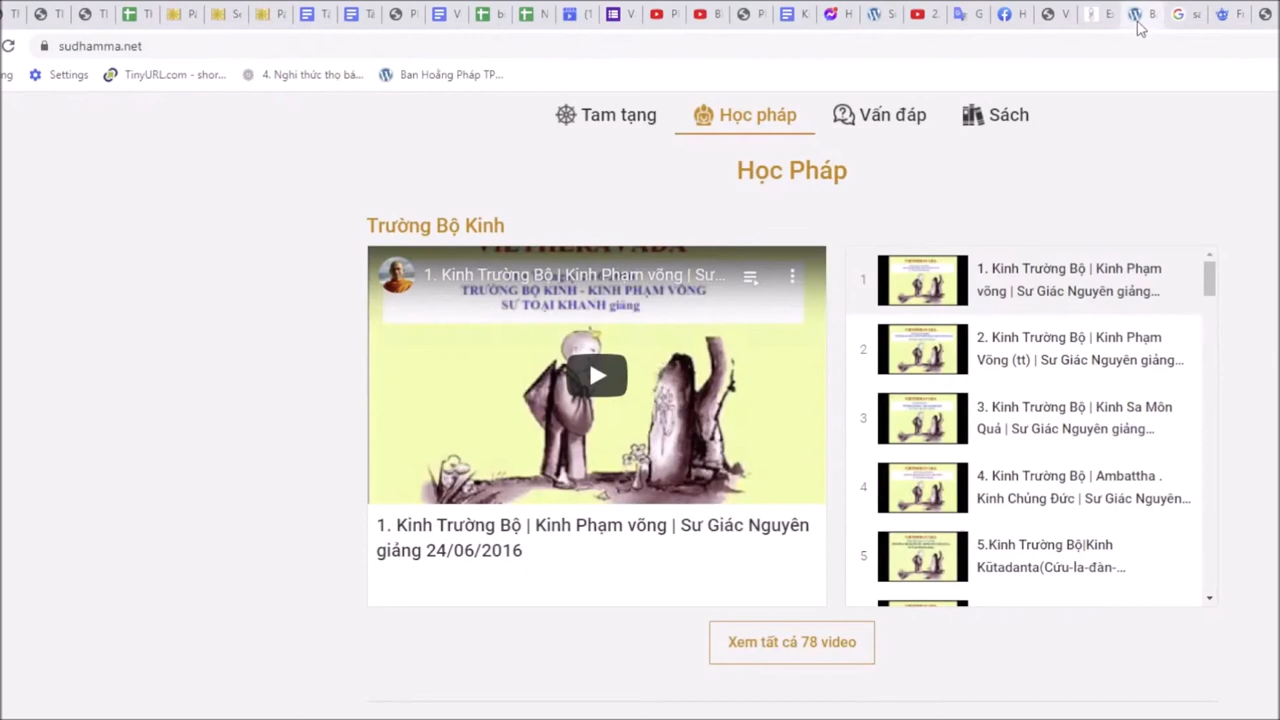 sudhamma.net
ng Settings TinyURL.com - shor... 4. Nghi thức thọ bá... Ban Hoằng Pháp TP...
Tam tạng Học pháp Vấn đáp Sách
Học Pháp
Trường Bộ Kinh
1. Kinh Trường Bộ | Kinh Phạm võng | Sư...
TRƯỜNG BỘ KINH - KINH PHẠM VÕNG
SƯ TOẠI KHANH giảng
1. Kinh Trường Bộ | Kinh Phạm võng | Sư Giác Nguyên
giảng 24/06/2016
1
1. Kinh Trường Bộ | Kinh Phạm
võng | Sư Giác Nguyên giảng...
2
2. Kinh Trường Bộ | Kinh Phạm
Võng (tt) | Sư Giác Nguyên giảng...
3
3. Kinh Trường Bộ | Kinh Sa Môn
Quả | Sư Giác Nguyên giảng...
4
4. Kinh Trường Bộ | Ambattha .
Kinh Chủng Đức | Sư Giác Nguyên...
5
5.Kinh Trường Bộ|Kinh
Kūtadanta(Cứu-la-đàn-...
Xem tất cả 78 video